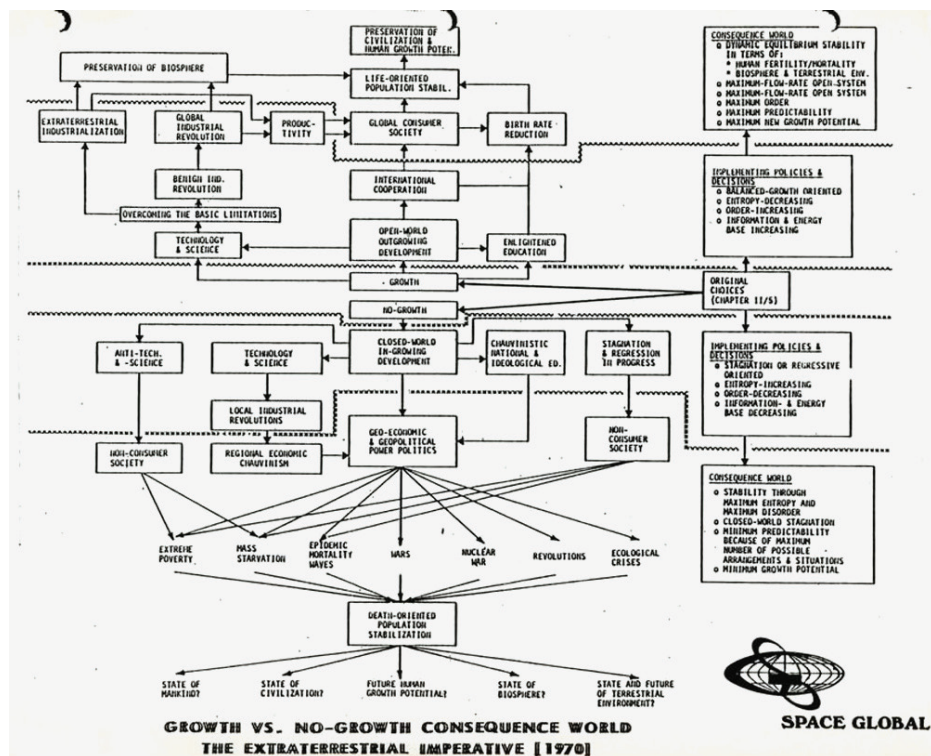 PRESERVATION OF
CIVILIZATION &
HUMAN GROWTH POTEN.
PRESERVATION OF BIOSPHERE
LIFE-ORIENTED
POPULATION STABIL.
EXTRATERRESTRIAL
INDUSTRIALIZATION
GLOBAL
INDUSTRIAL
REVOLUTION
PRODUC-
TIVITY
GLOBAL CONSUMER
SOCIETY
BIRTH RATE
REDUCTION
BENIGN IND.
REVOLUTION
INTERNATIONAL
COOPERATION
OVERCOMING THE BASIC LIMITATIONS
TECHNOLOGY
& SCIENCE
OPEN-WORLD
OUTGROWING
DEVELOPMENT
ENLIGHTENED
EDUCATION
GROWTH
NO-GROWTH
ANTI-TECH.
& -SCIENCE
TECHNOLOGY
& SCIENCE
CLOSED-WORLD
IN-GROWING
DEVELOPMENT
CHAUVINISTIC
NATIONAL &
IDEOLOGICAL ED.
STAGNATION
& REGRESSION
IN PROGRESS
LOCAL INDUSTRIAL
REVOLUTIONS
NON-CONSUMER
SOCIETY
REGIONAL ECONOMIC
CHAUVINISM
GEO-ECONOMIC
& GEOPOLITICAL
POWER POLITICS
NON-
CONSUMER
SOCIETY
EXTREME
POVERTY
MASS
STARVATION
EPIDEMIC
MORTALITY
WAVES
WARS
NUCLEAR
WAR
REVOLUTIONS
ECOLOGICAL
CRISES
DEATH-ORIENTED
POPULATION
STABILIZATION
STATE OF
MANKIND?
STATE OF
CIVILIZATION?
FUTURE HUMAN
GROWTH POTENTIAL?
STATE OF
BIOSPHERE?
STATE AND FUTURE
OF TERRESTRIAL
ENVIRONMENT?
CONSEQUENCE WORLD
o DYNAMIC EQUILTBRIUM STABILITY
IN TERMS OF:
* HUMAN FERTILITY/MORTALITY
* BIOSPHERE & TERRESTRIAL ENV.
o MAXIMUM-FLOW-RATE OPEN-SYSTEM
o MAXIMUM-FLOW-RATE OPEN SYSTEM
o MAXIMUM ORDER
o MAXIMUM PREDICTABILITY
o MAXIMUM NEW GROWTH POTENTIAL
IMPLEMENTING POLICIES &
DECISIONS
o BALANCED-GROWTH ORIENTED
o ENTROPY-DECREASING
o ORDER-INCREASING
o INFORMATION & ENERGY
BASE INCREASING
ORIGINAL
CHOICES
(CHAPTER II/5)
IMPLEMENTING POLICIES &
DECISIONS
o STAGNATION OR REGRESSIVE
ORIENTED
o ENTROPY-INCREASING
o ORDER-DECREASING
o INFORMATION- & ENERGY
BASE DECREASING
CONSEQUENCE WORLD
o STABILITY THROUGH
MAXIMUM ENTROPY AND
MAXIMUM DISORDER
o CLOSED-WORLD STAGNATION
o MINIMUM PREDICTABILITY
BECAUSE OF MAXIMUM
NUMBER OF POSSIBLE
ARRANGEMENTS & SITUATIONS
o MINIMUM GROWTH POTENTIAL
SPACE GLOBAL
GROWTH VS. NO-GROWTH CONSEQUENCE WORLD
THE EXTRATERRESTRIAL IMPERATIVE [1970]